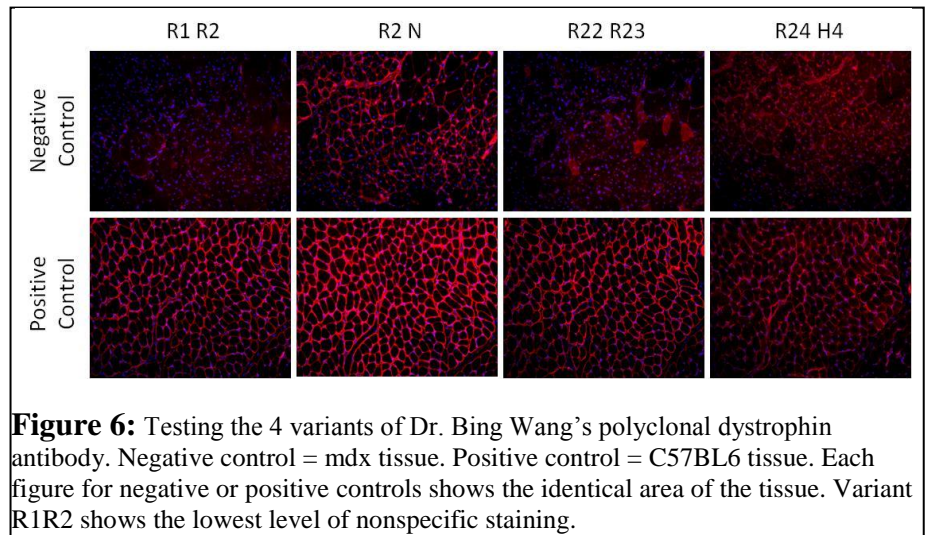 R1 R2 R2 N R22 R23 R24 H4
Negative
Control
Positive
Control
Figure 6: Testing the 4 variants of Dr. Bing Wang’s polyclonal dystrophin
antibody. Negative control = mdx tissue. Positive control = C57BL6 tissue. Each
figure for negative or positive controls shows the identical area of the tissue. Variant
R1R2 shows the lowest level of nonspecific staining.